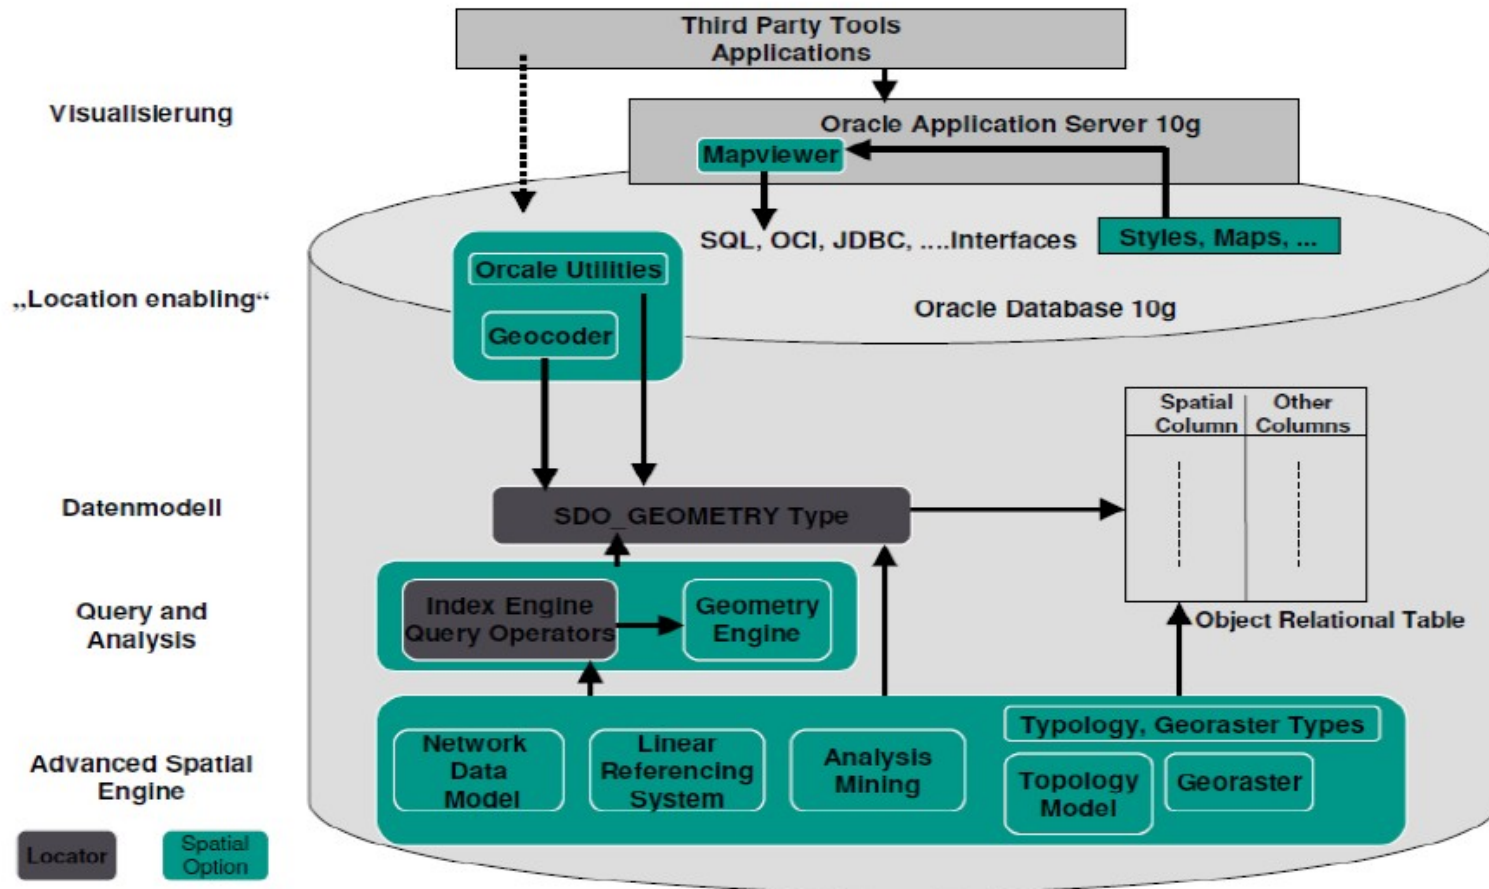 Third Party Tools
Applications
Visualisierung
Oracle Application Server 10g
Mapviewer
SQL, OCI, JDBC, ....Interfaces
Styles, Maps, ...
Orcale Utilities
„Location enabling“
Oracle Database 10g
Geocoder
Spatial
Column
Other
Columns
Datenmodell
SDO_GEOMETRY Type
Query and
Analysis
Index Engine
Query Operators
Geometry
Engine
Object Relational Table
Advanced Spatial
Engine
Network
Data
Model
Linear
Referencing
System
Analysis
Mining
Typology, Georaster Types
Topology
Model
Georaster
Locator
Spatial
Option